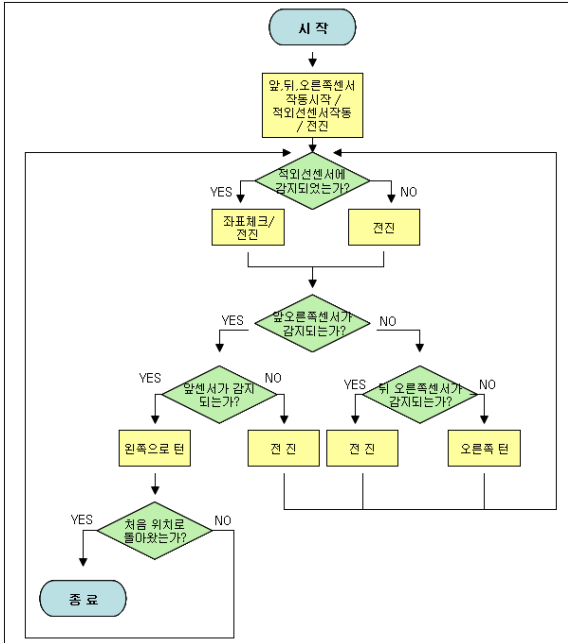 시 작
앞,뒤,오른쪽센서
작동시작 /
적외선센서작동
/ 전진
적외선센서에
감지되었는가?
YES
NO
좌표체크/
전진
전진
앞오른쪽센서가
감지되는가?
YES
NO
앞센서가 감지
되는가?
YES
NO
뒤 오른쪽센서가
감지되는가?
YES
NO
왼쪽으로 턴
전 진
전 진
오른쪽 턴
처음 위치로
돌아왔는가?
YES
NO
종 료